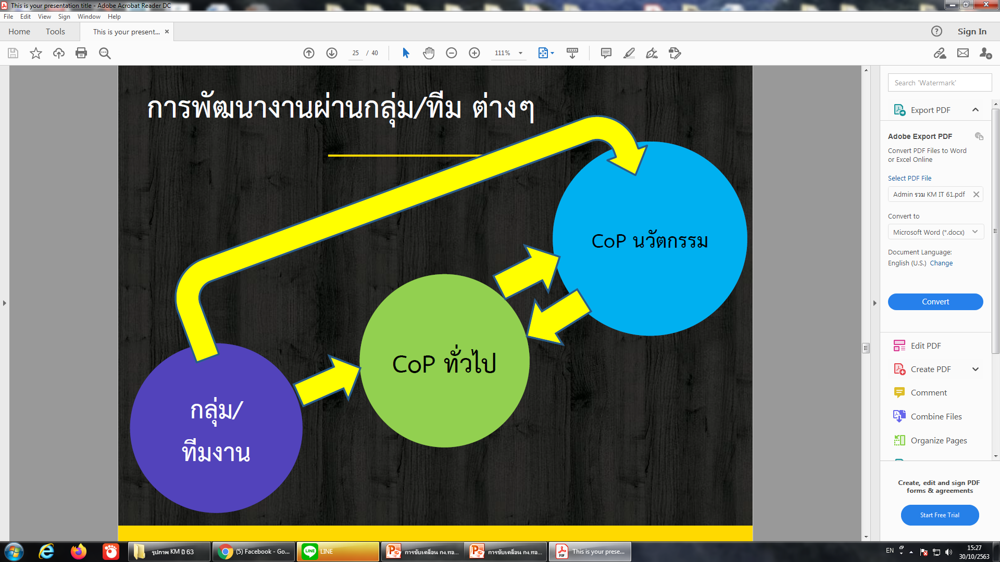 This is your presentation title - Adobe Acrobat Reader DC
File Edit View Sign Window Help
Home Tools This is your present... ×
Sign In
25 / 40
111%
Search 'Watermark'
Export PDF
Adobe Export PDF
Convert PDF Files to Word
or Excel Online
Select PDF File
Admin รวม KM IT 61.pdf
Convert to
Microsoft Word (*.docx)
Document Language:
English (U.S.) Change
Convert
Edit PDF
Create PDF
Comment
Combine Files
Organize Pages
Create, edit and sign PDF
forms & agreements
Start Free Trial
การพัฒนางานผ่านกลุ่ม/ทีม ต่างๆ
CoP นวัตกรรม
CoP ทั่วไป
กลุ่ม/
ทีมงาน
รูปภาพ KM ปี 63
(5) Facebook - Go...
LINE
การขับเคลื่อน กง.ทอ...
การขับเคลื่อน กง.ทอ...
This is your prese...
EN
15:27
30/10/2563